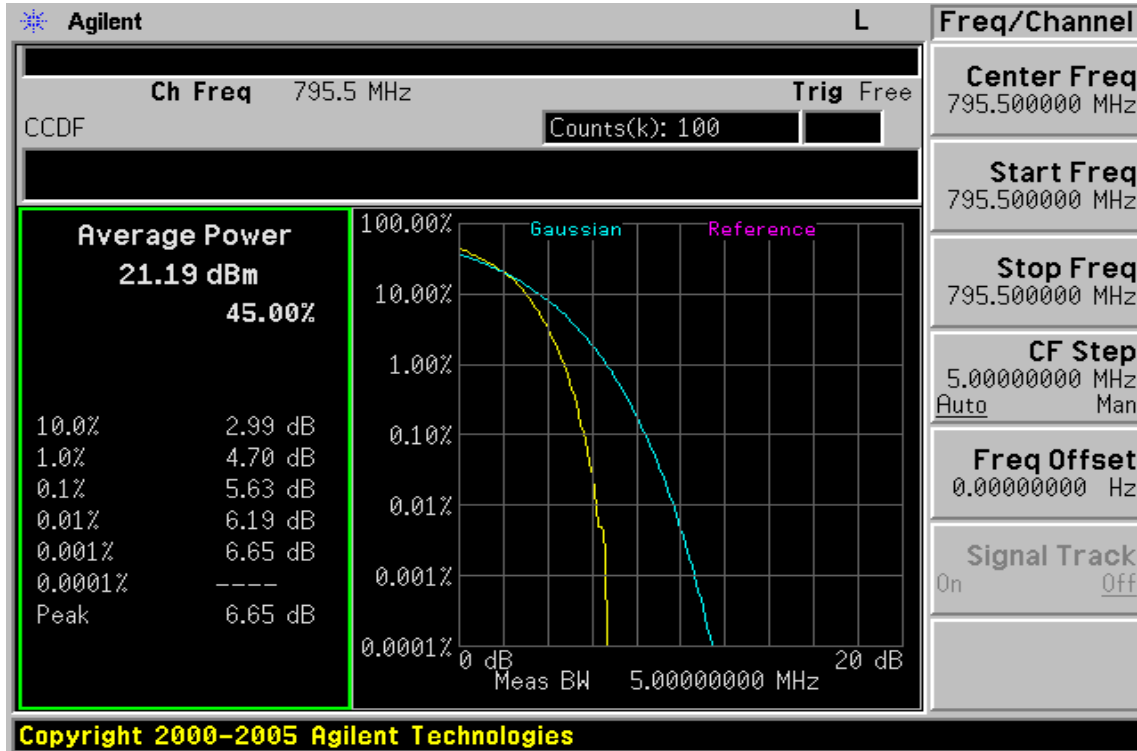 Agilent L Freq/Channel
Ch Freq 795.5 MHz Trig Free
CCDF Counts(k): 100
Average Power
21.19 dBm
45.00%
10.0% 2.99 dB
1.0% 4.70 dB
0.1% 5.63 dB
0.01% 6.19 dB
0.001% 6.65 dB
0.0001% ----
Peak 6.65 dB
Gaussian Reference
100.00%
10.00%
1.00%
0.10%
0.01%
0.001%
0.0001%
0 dB 20 dB
Meas BW 5.00000000 MHz
Center Freq
795.500000 MHz
Start Freq
795.500000 MHz
Stop Freq
795.500000 MHz
CF Step
5.00000000 MHz
Auto Man
Freq Offset
0.00000000 Hz
Signal Track
On Off
Copyright 2000-2005 Agilent Technologies